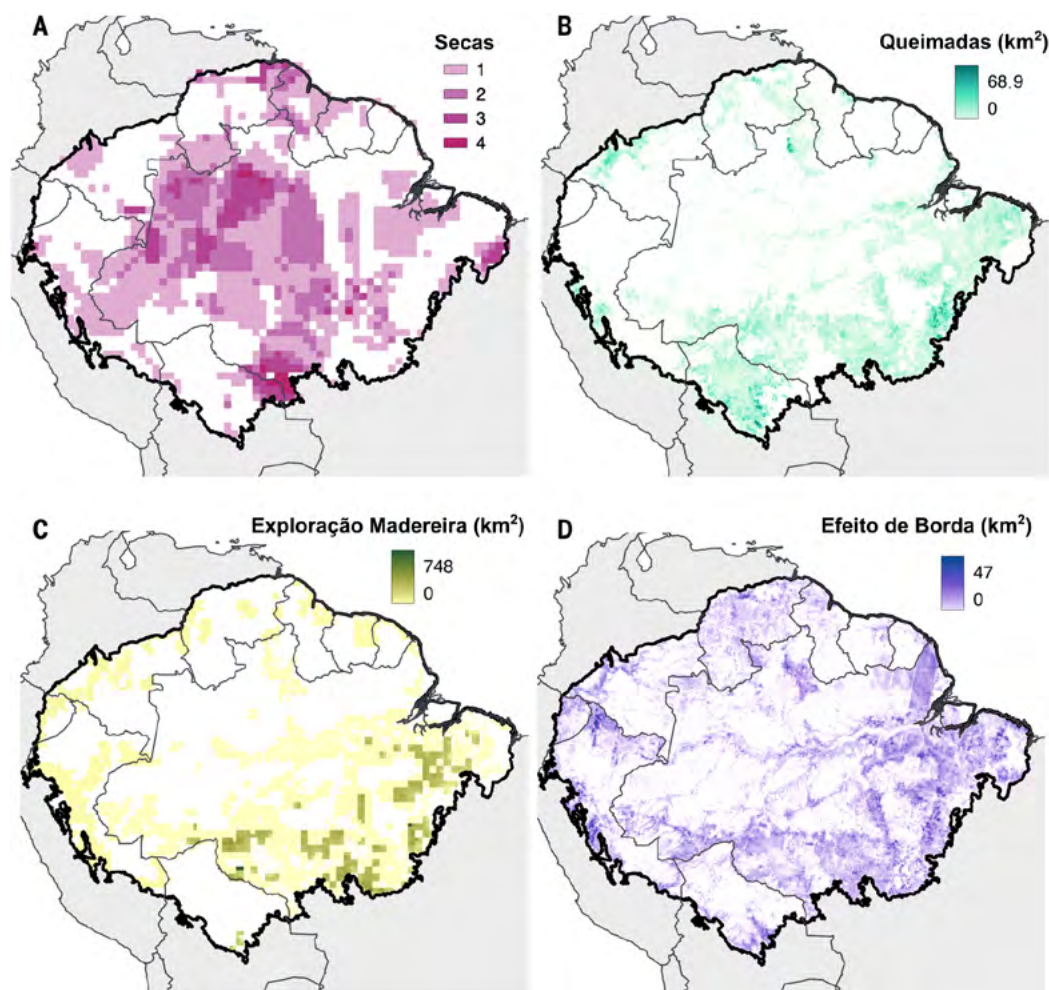 A
Secas
1
2
3
4
B
Queimadas (km²)
68.9
0
C
Exploração Madereira (km²)
748
0
D
Efeito de Borda (km²)
47
0